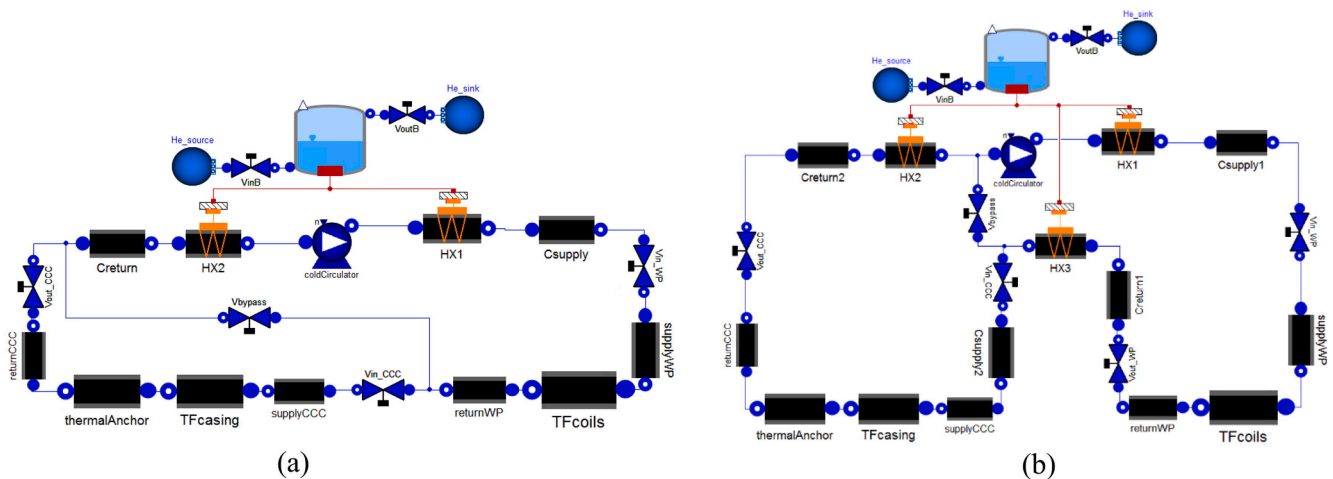 He_sink
VoutB
He_source
VinB
n
Creturn
HX2
coldCirculator
HX1
Csupply
Vin_WP
Vout_CCC
Vbypass
supplyWP
returnCCC
Vin_CCC
thermalAnchor
TFcasing
supplyCCC
returnWP
TFcoils
(a)
He_sink
VoutB
He_source
VinB
n
Creturn2
HX2
coldCirculator
HX1
Csupply1
Vbypass
Vin_WP
Vout_CCC
HX3
Vin_CCC
Creturn1
returnCCC
Csupply2
Vout_WP
supplyWP
thermalAnchor
TFcasing
supplyCCC
returnWP
TFcoils
(b)